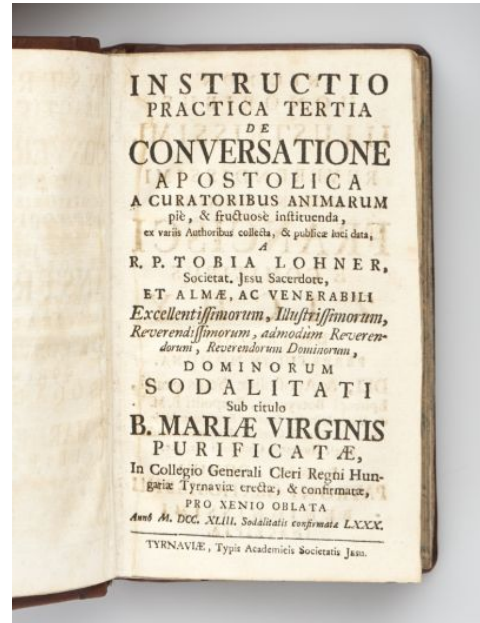 INSTRUCTIO
PRACTICA TERTIA
DE
CONVERSATIONE
APOSTOLICA
A CURATORIBUS ANIMARUM
piè, & fructuosè instituenda,
ex variis Authoribus collecta, & publicæ luci data,
A
R. P. TOBIA LOHNER,
Societat. Jesu Sacerdote,
ET ALMÆ, AC VENERABILI
Excellentissimorum, Illustrissimorum,
Reverendissimorum, admodùm Reveren-
dorum, Reverendorum Dominorum,
DOMINORUM
SODALITATI
Sub titulo
B. MARIÆ VIRGINIS
PURIFICATÆ,
In Collegio Generali Cleri Regni Hun-
gariæ Tyrnaviæ erectæ, & confirmatæ,
PRO XENIO OBLATA
Annô M. DCC. XLIII. Sodalitatis confirmatæ LXXX.
TYRNAVIÆ, Typis Academicis Societatis Jesu.